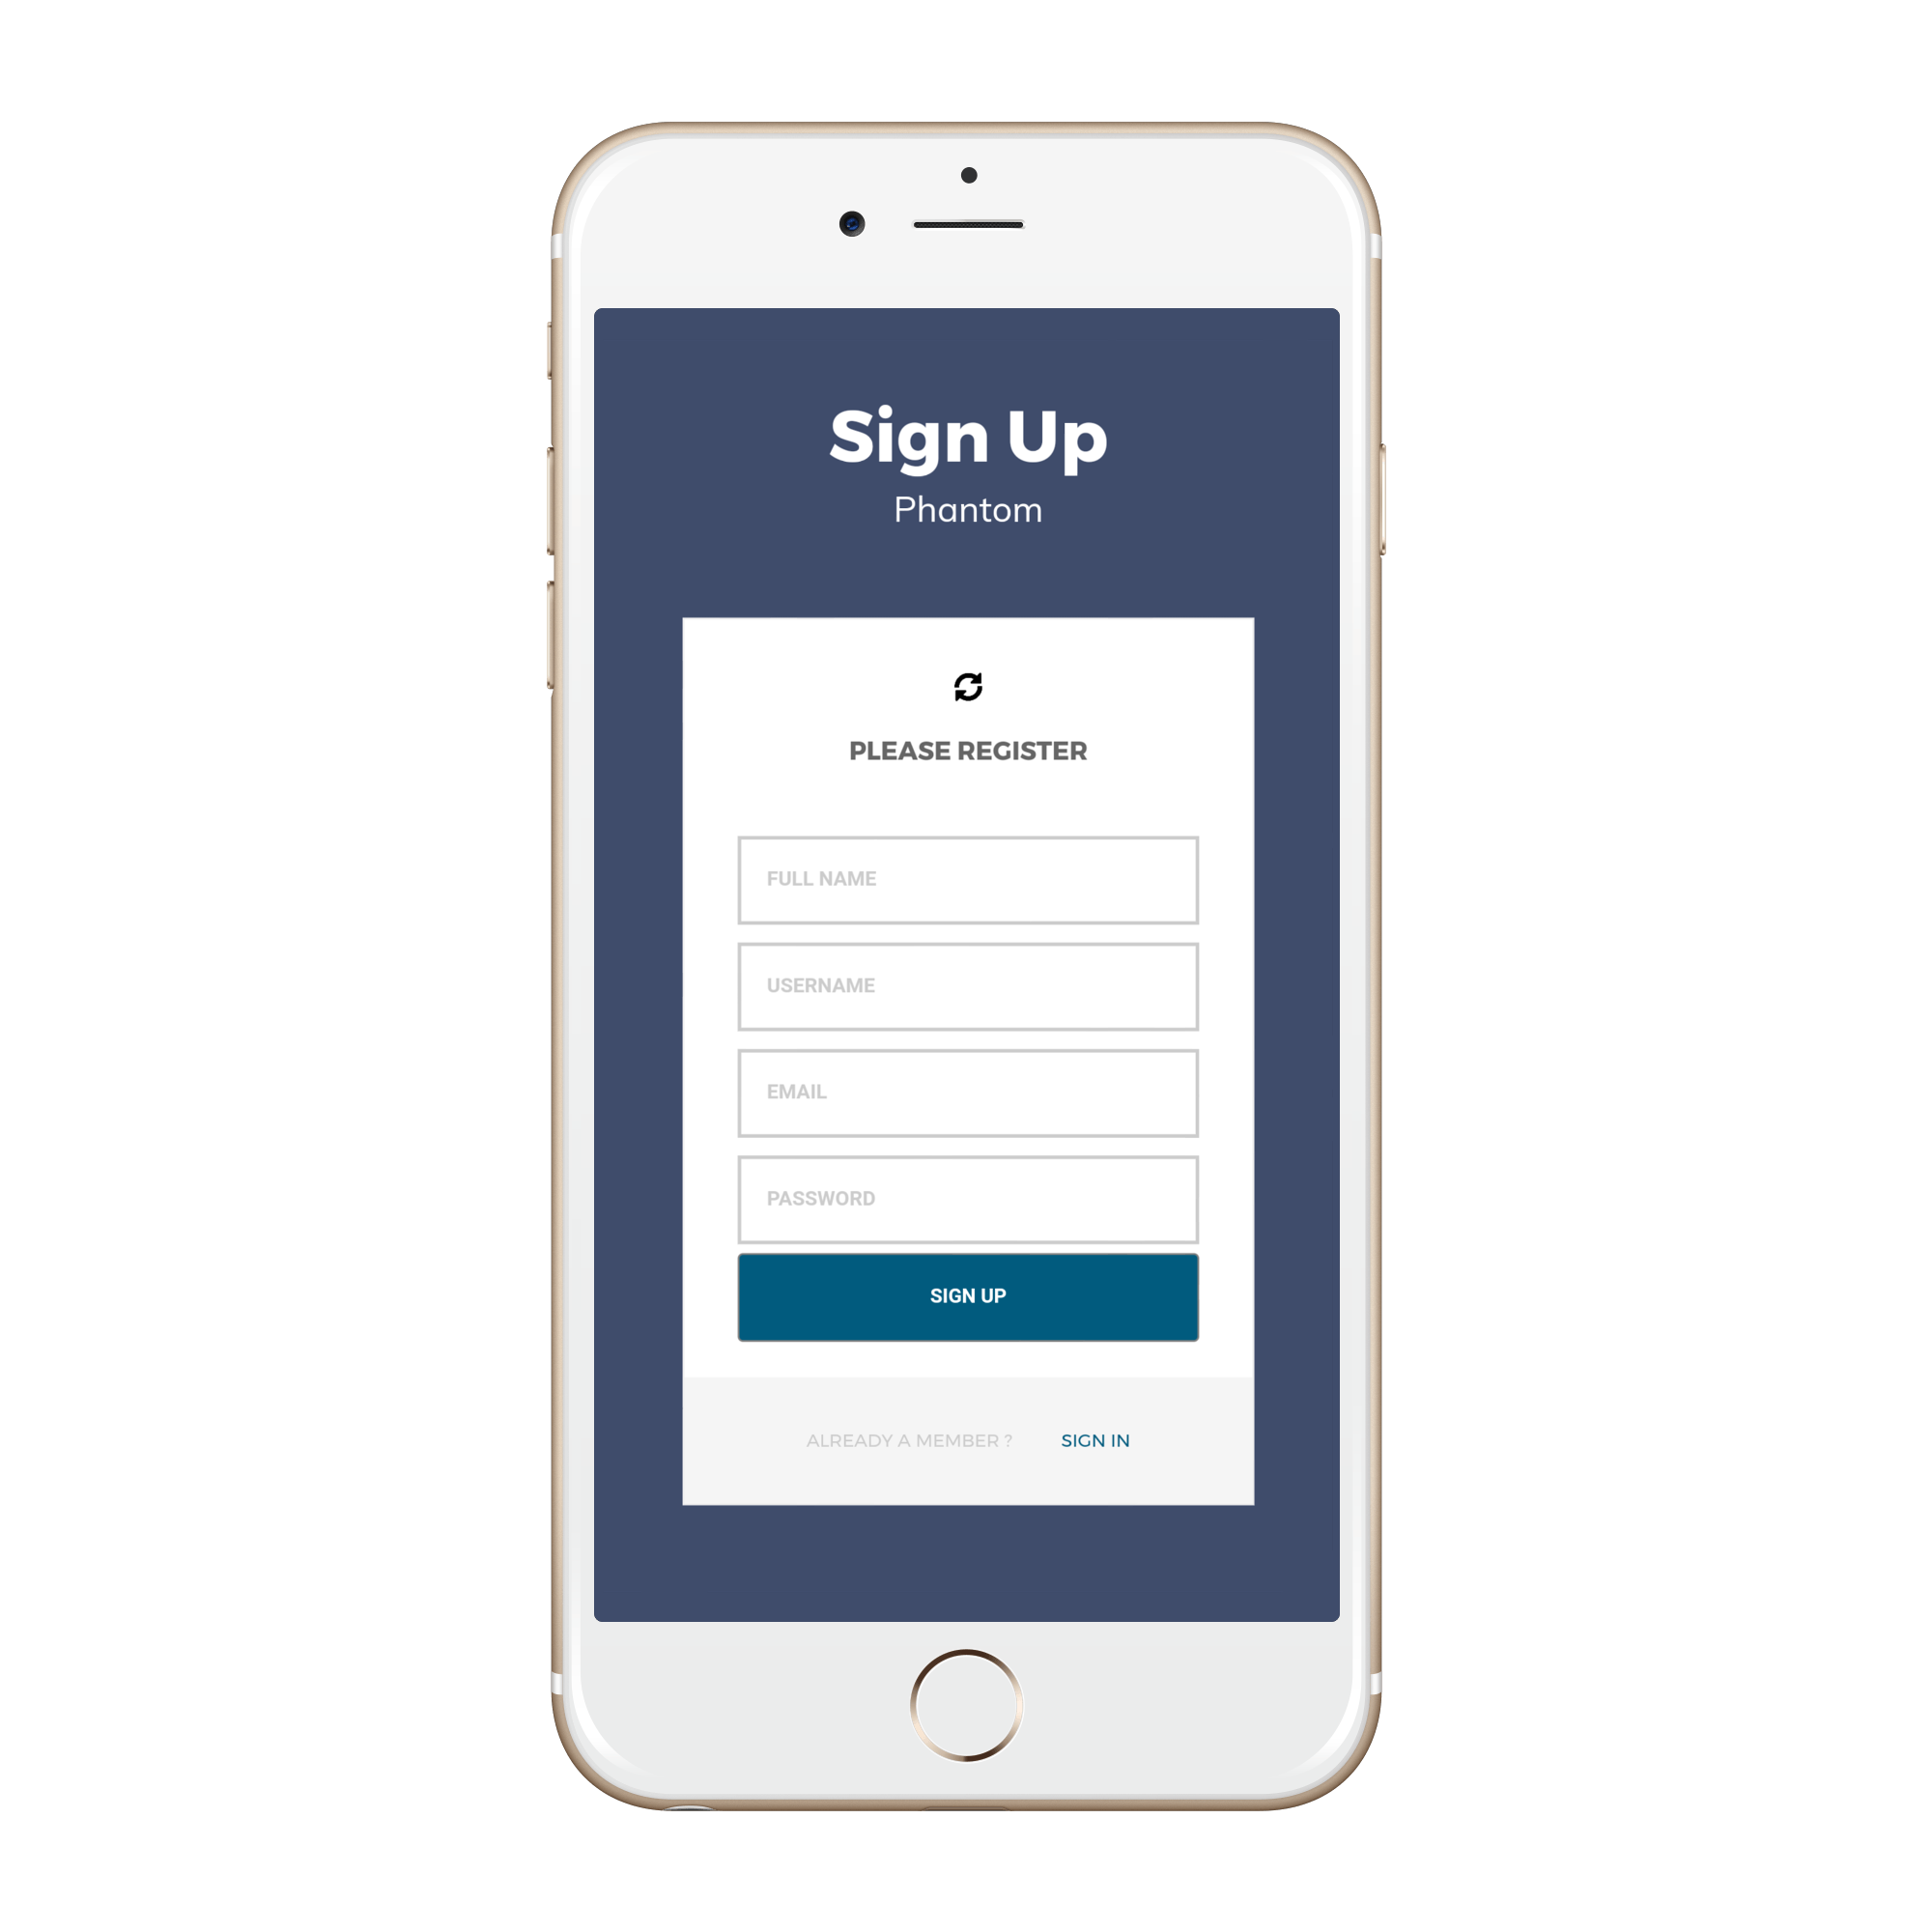 Sign Up
Phantom
PLEASE REGISTER
FULL NAME
USERNAME
EMAIL
PASSWORD
SIGN UP
ALREADY A MEMBER ? SIGN IN